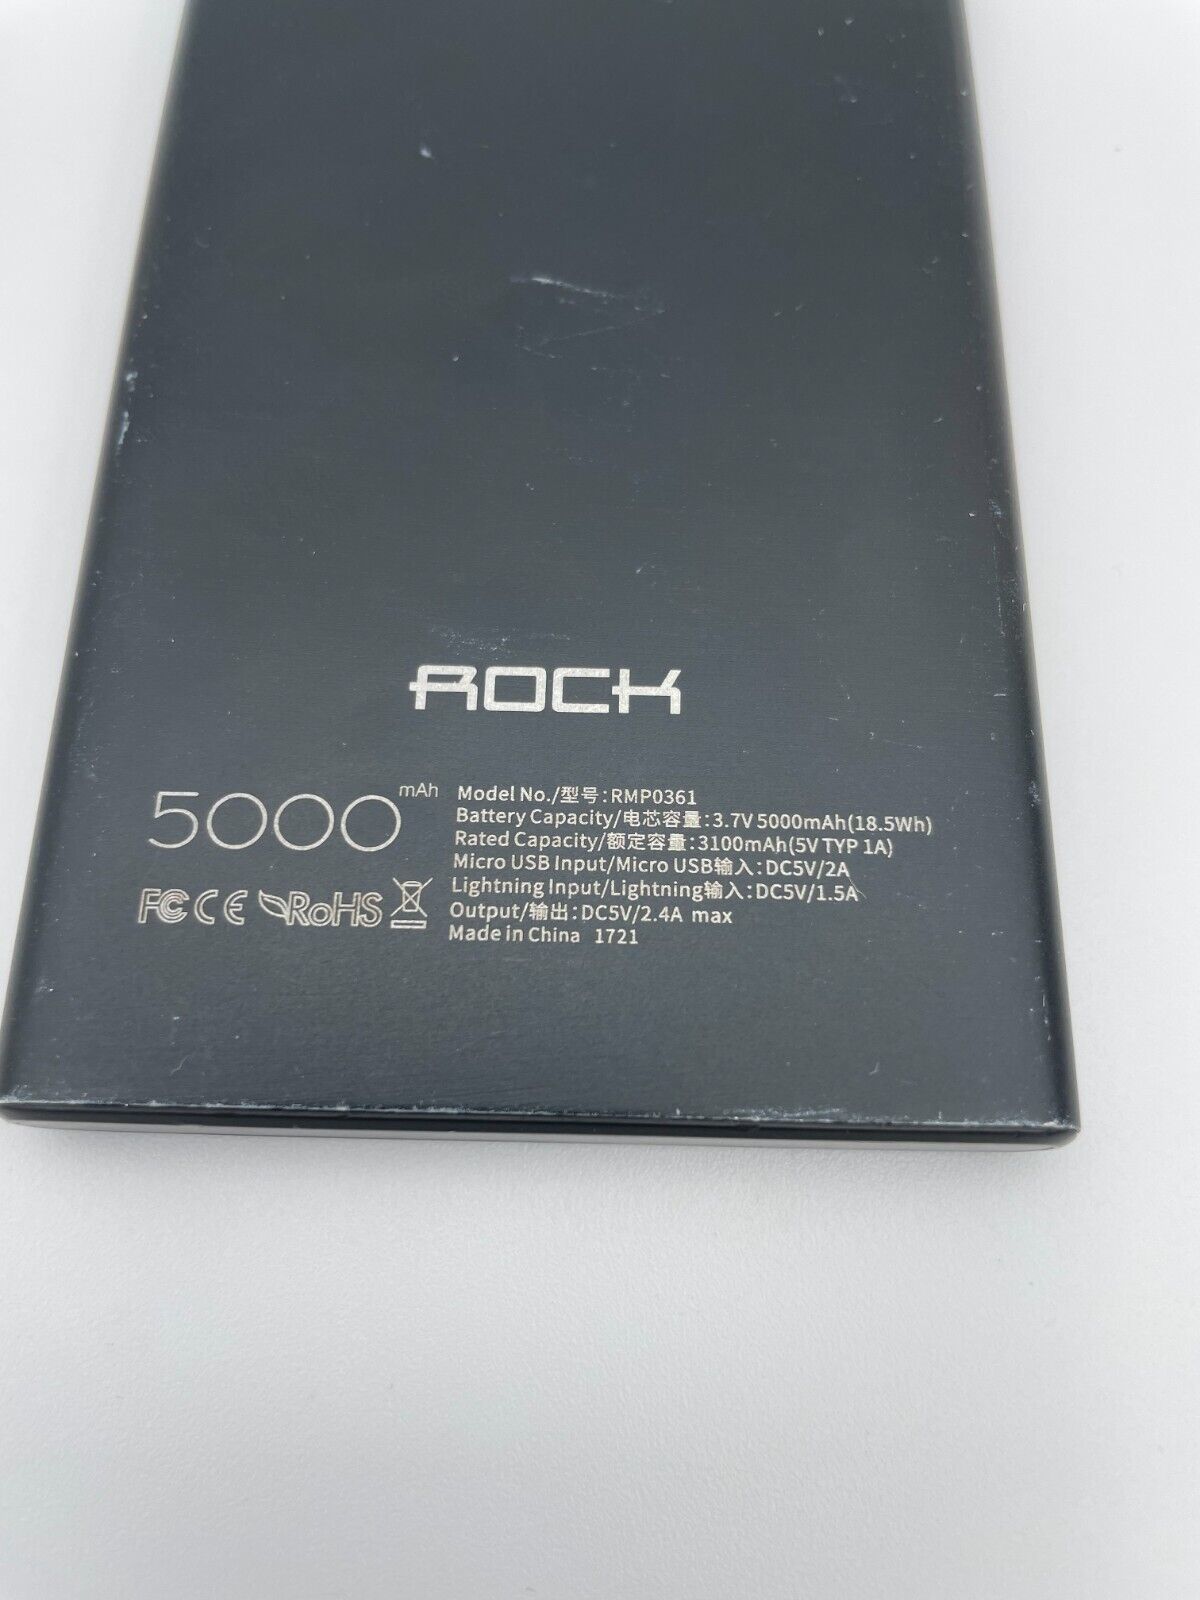 ROCK
5000mAh
FC CE RoHS
Model No./型号:RMP0361
Battery Capacity/电芯容量:3.7V 5000mAh(18.5Wh)
Rated Capacity/额定容量:3100mAh(5V TYP 1A)
Micro USB Input/Micro USB输入:DC5V/2A
Lightning Input/Lightning输入:DC5V/1.5A
Output/输出:DC5V/2.4A max
Made in China 1721